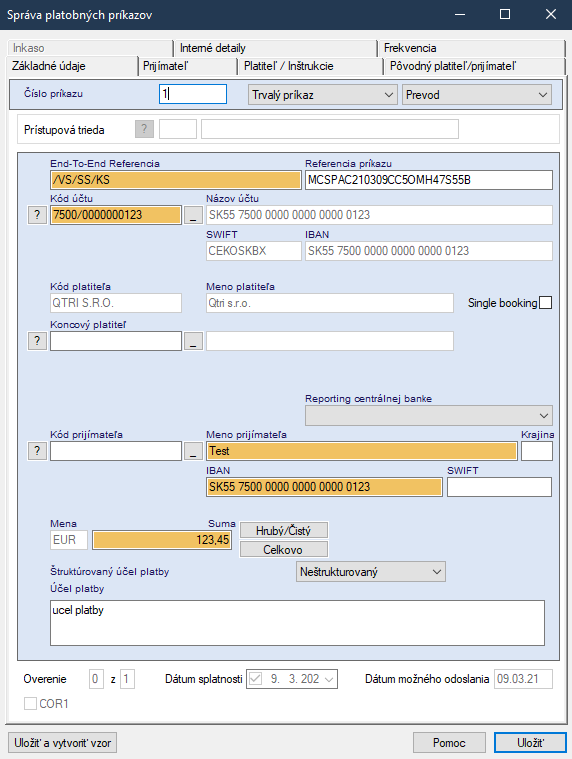 Správa platobných príkazov
Inkaso Interné detaily Frekvencia
Základné údaje Prijímateľ Platiteľ / Inštrukcie Pôvodný platiteľ/prijímateľ
Číslo príkazu 1 Trvalý príkaz Prevod
Prístupová trieda ?
End-To-End Referencia Referencia príkazu
/VS/SS/KS MCSPAC210309CC5OMH47S55B
Kód účtu Názov účtu
? 7500/0000000123 _ SK55 7500 0000 0000 0000 0123
SWIFT IBAN
CEKOSKBX SK55 7500 0000 0000 0000 0123
Kód platiteľa Meno platiteľa
QTRI S.R.O. Qtri s.r.o. Single booking
Koncový platiteľ
? _
Reporting centrálnej banke
Kód prijímateľa Meno prijímateľa Krajina
? _ Test
IBAN SWIFT
SK55 7500 0000 0000 0000 0123
Mena Suma
EUR 123,45 Hrubý/Čistý
Celkovo
Štruktúrovaný účel platby Neštrukturovaný
Účel platby
ucel platby
Overenie 0 z 1 Dátum splatnosti 9. 3. 202 Dátum možného odoslania 09.03.21
COR1
Uložiť a vytvoriť vzor Pomoc Uložiť